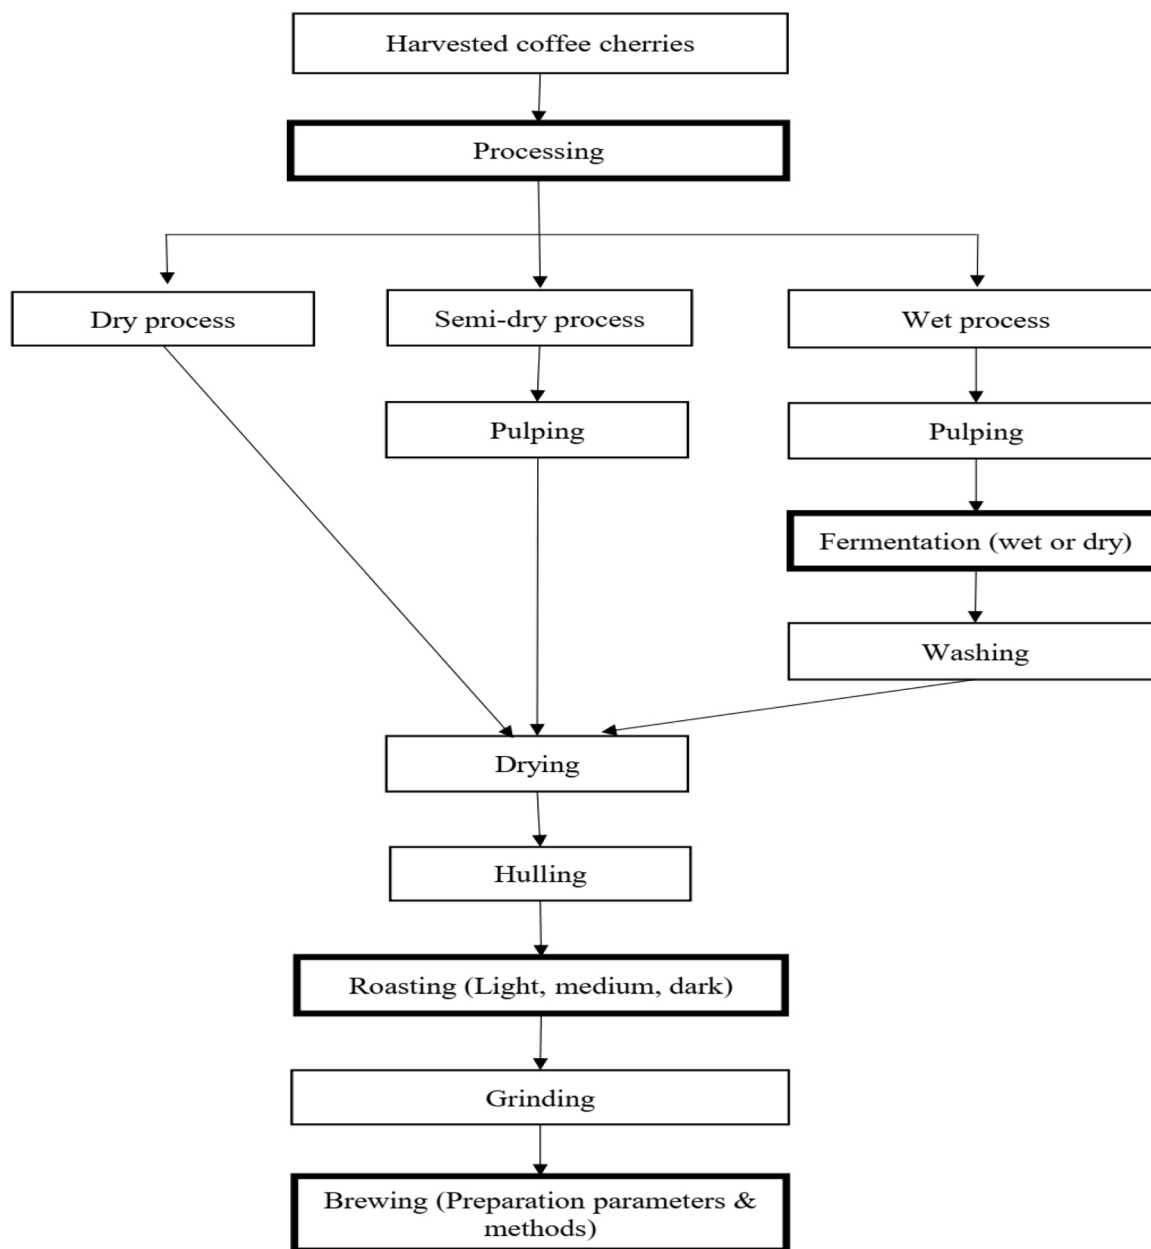 Harvested coffee cherries
Processing
Dry process
Semi-dry process
Wet process
Pulping
Pulping
Fermentation (wet or dry)
Washing
Drying
Hulling
Roasting (Light, medium, dark)
Grinding
Brewing (Preparation parameters &
methods)